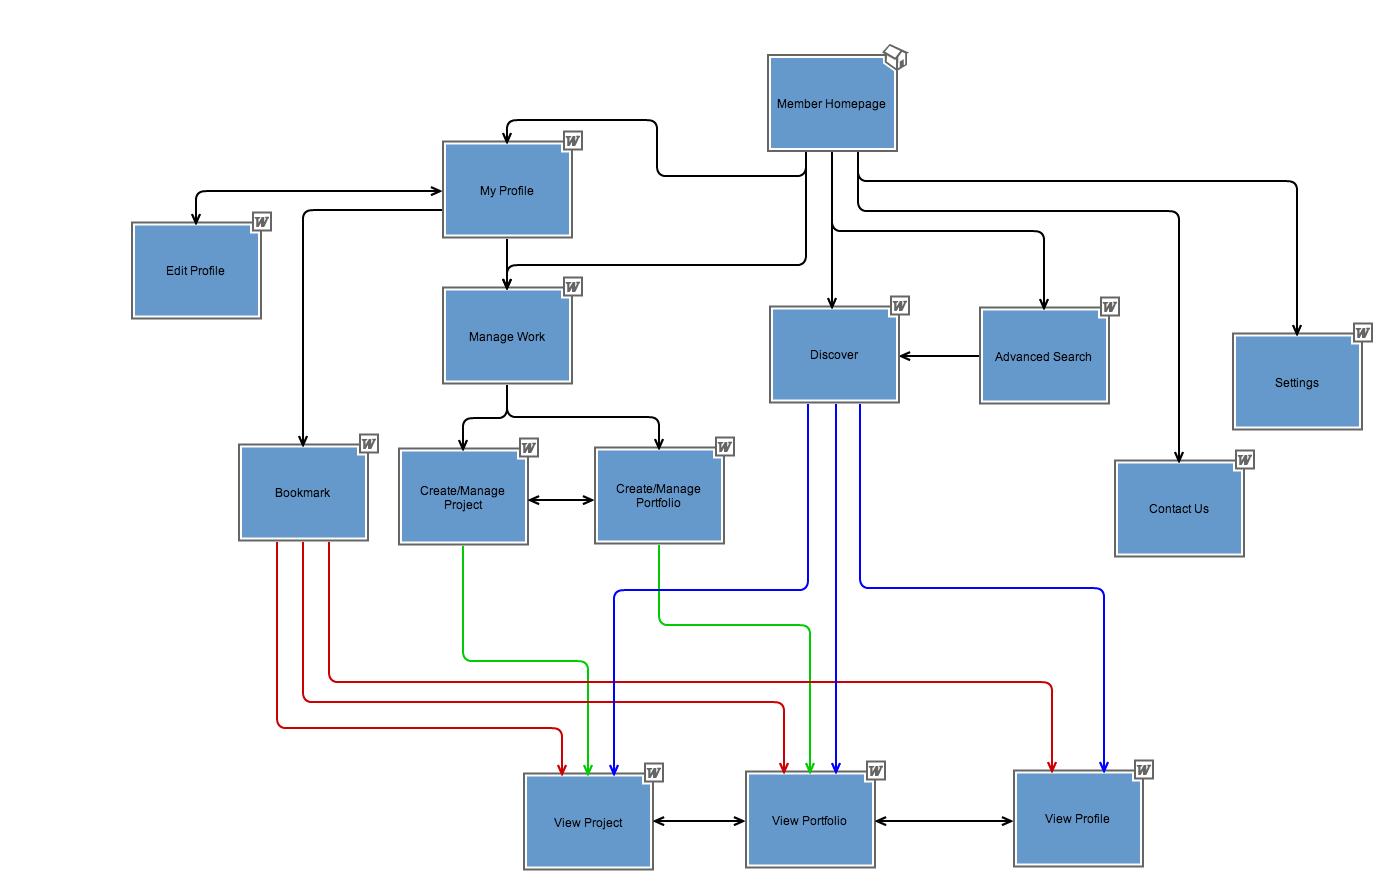 Member Homepage
W
My Profile
W
Edit Profile
W
Manage Work
W
Discover
W
Advanced Search
W
Settings
W
Bookmark
W
Create/Manage
Project
W
Create/Manage
Portfolio
W
Contact Us
W
View Project
W
View Portfolio
W
View Profile